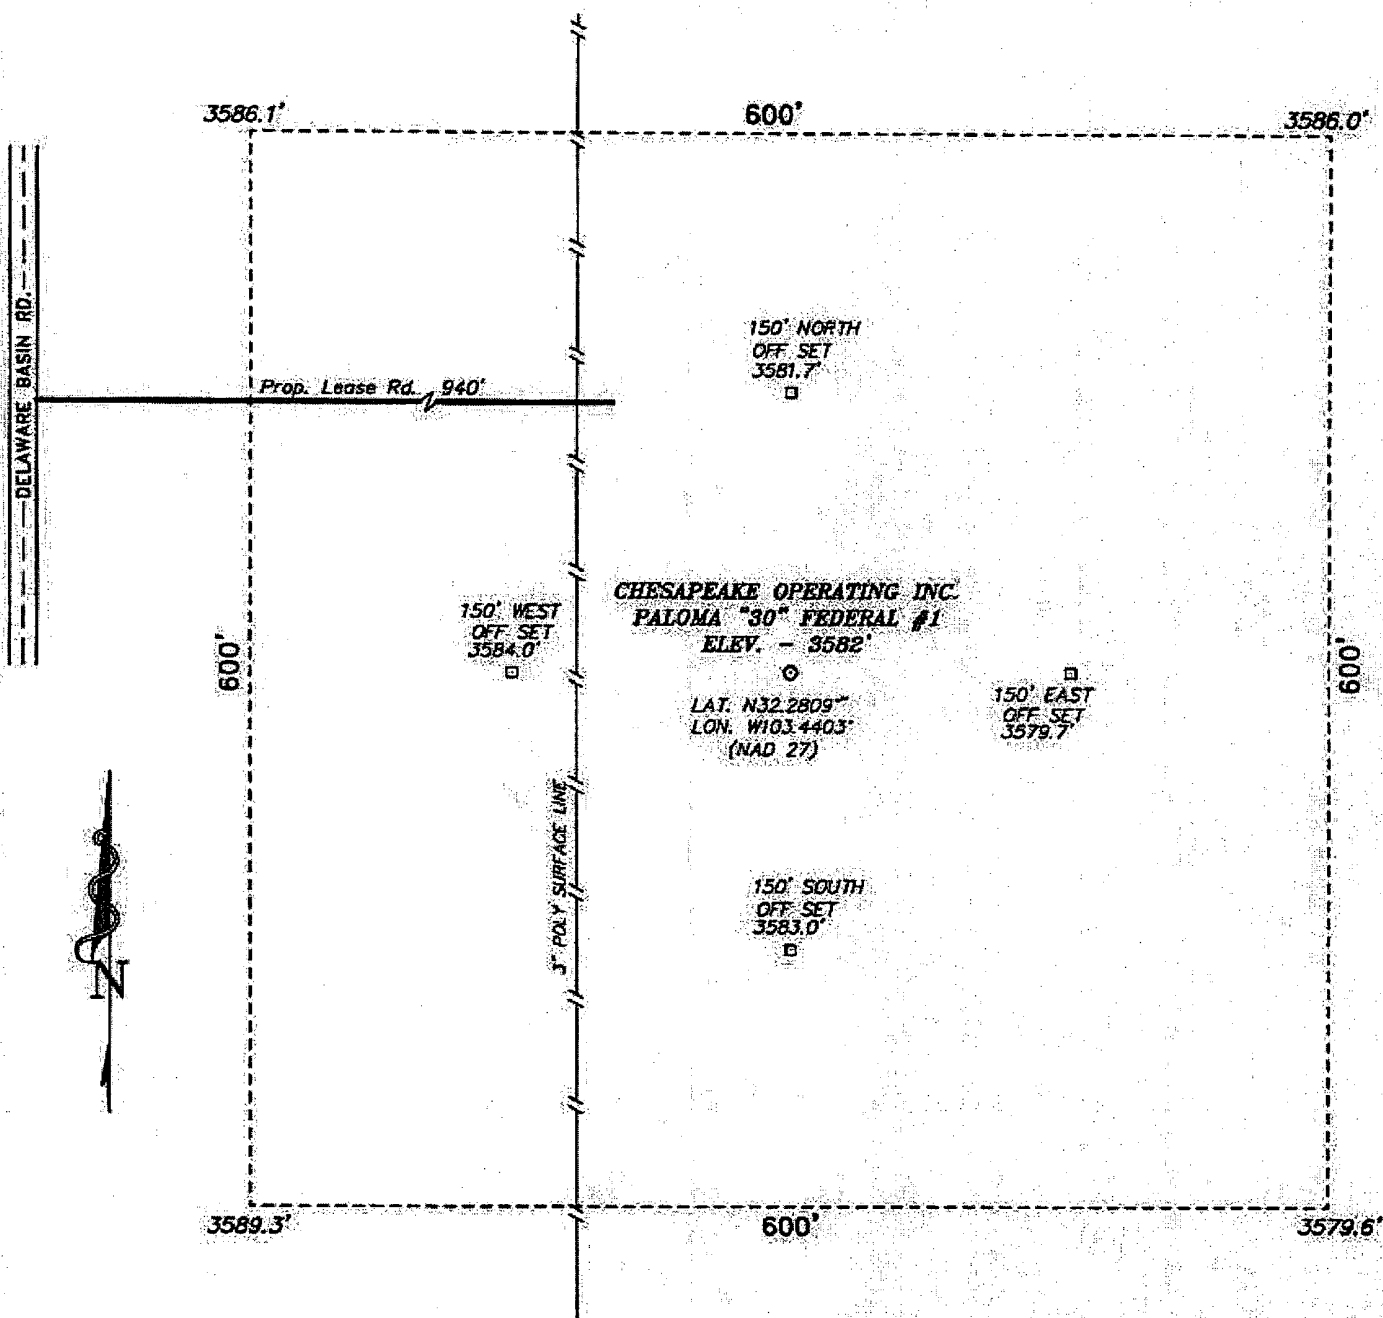 3586.1'
600'
3586.0'
DELAWARE BASIN RD.
150' NORTH
OFF SET
3581.7'
Prop. Lease Rd. 940'
150' WEST
OFF SET
3584.0'
CHESAPEAKE OPERATING INC.
PALOMA "30" FEDERAL #1
ELEV. - 3582'
600'
600'
LAT. N32.2809°
LON. W103.4403°
(NAD 27)
150' EAST
OFF SET
3579.7'
3" POLY SURFACE LINE
150' SOUTH
OFF SET
3583.0'
N
3589.3'
600'
3579.6'